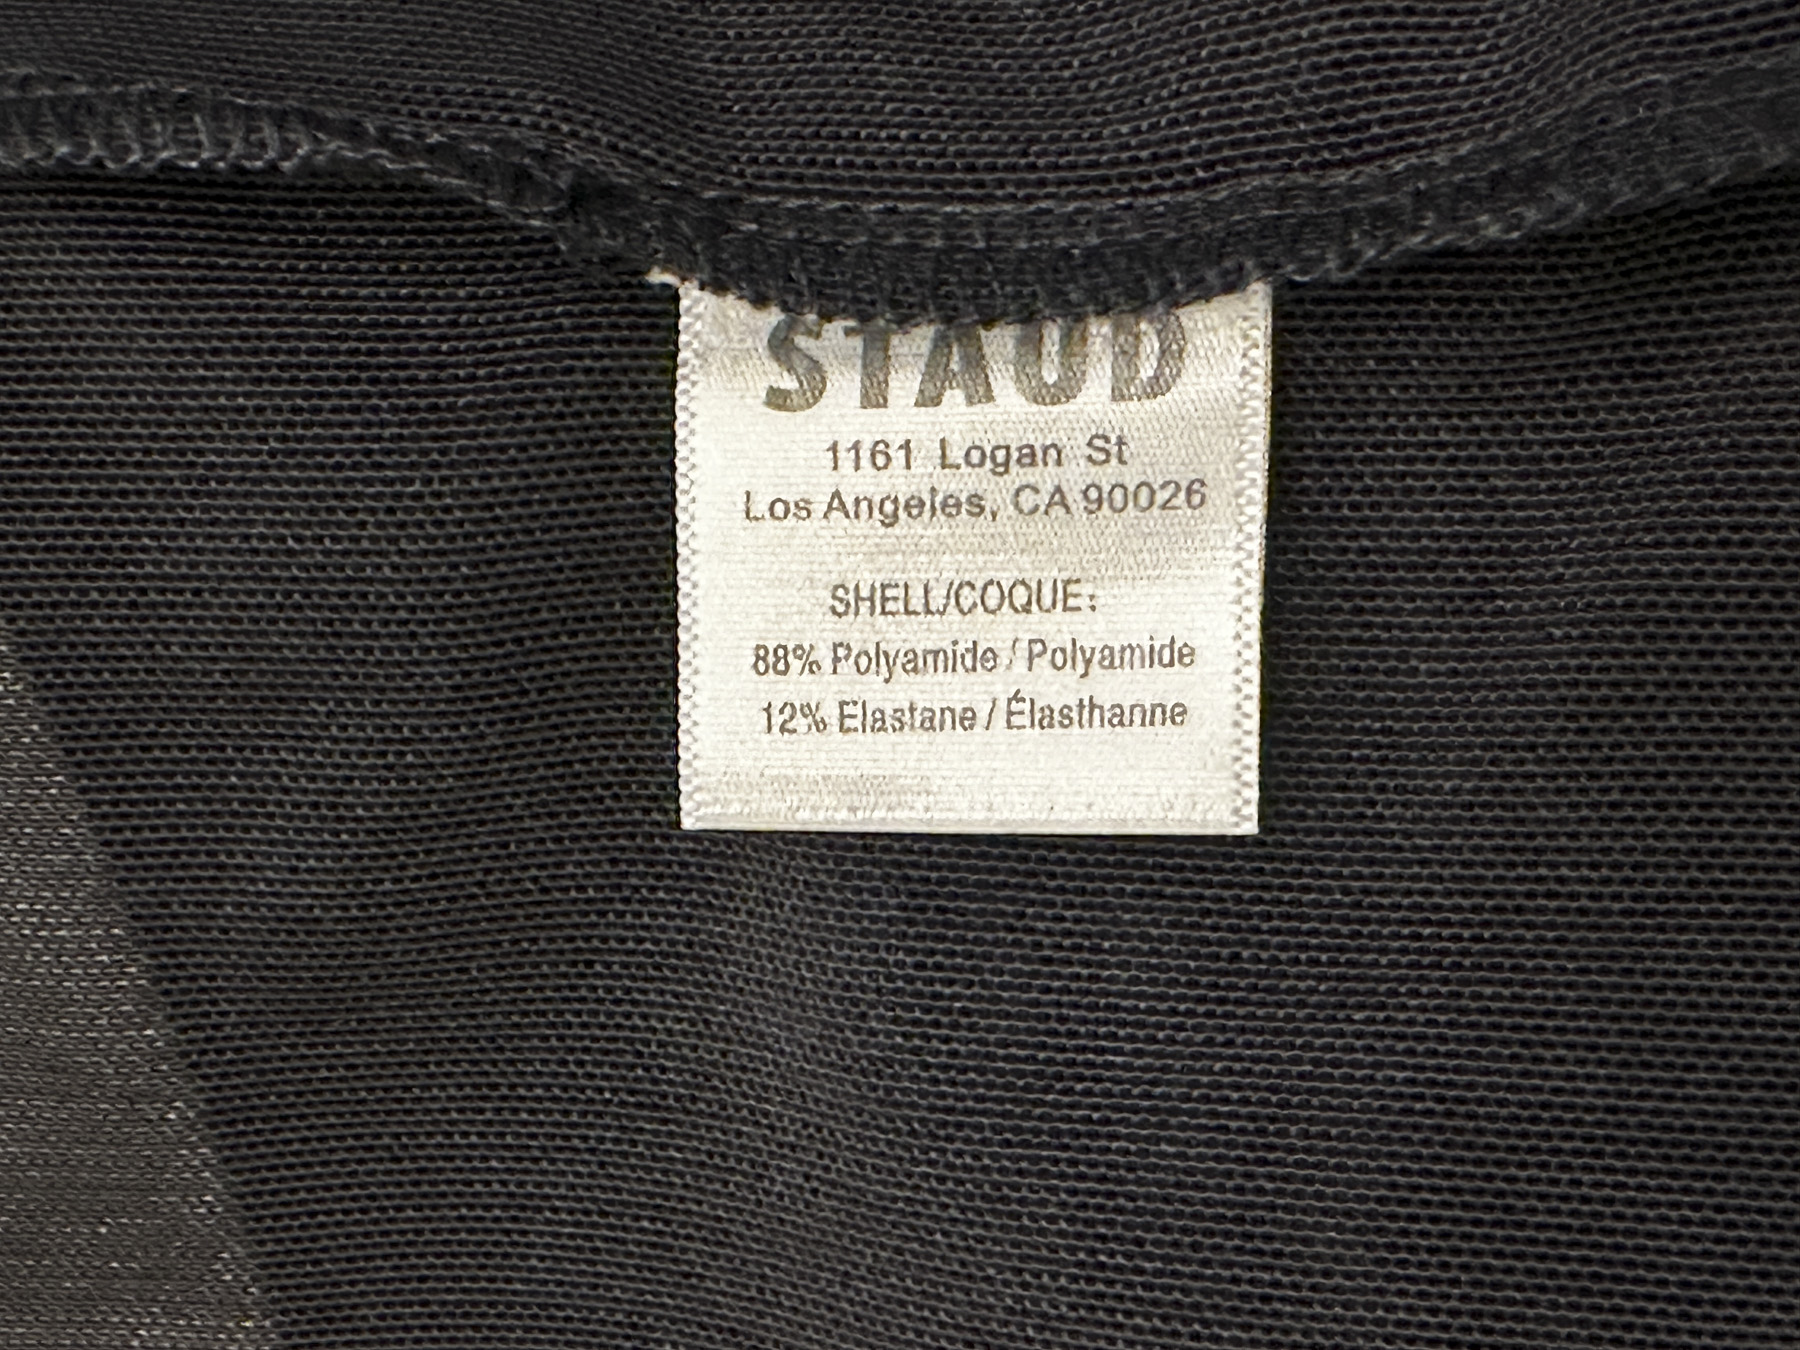 STAUD
1161 Logan St
Los Angeles, CA 90026
SHELL/COQUE:
88% Polyamide / Polyamide
12% Elastane / Élasthanne